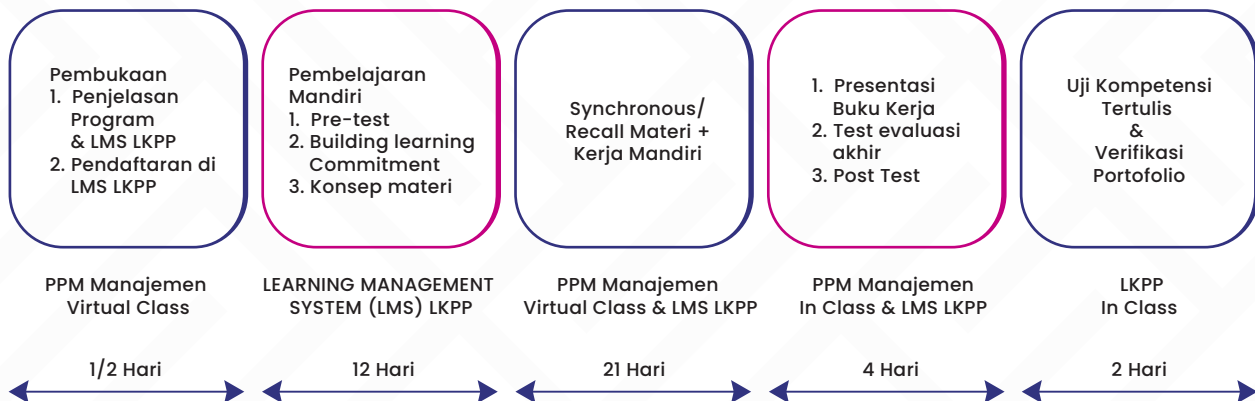 Pembukaan
1. Penjelasan
Program
& LMS LKPP
2. Pendaftaran di
LMS LKPP
Pembelajaran
Mandiri
1. Pre-test
2. Building learning
Commitment
3. Konsep materi
Synchronous/
Recall Materi +
Kerja Mandiri
1. Presentasi
Buku Kerja
2. Test evaluasi
akhir
3. Post Test
Uji Kompetensi
Tertulis
&
Verifikasi
Portofolio
PPM Manajemen
Virtual Class
LEARNING MANAGEMENT
SYSTEM (LMS) LKPP
PPM Manajemen
Virtual Class & LMS LKPP
PPM Manajemen
In Class & LMS LKPP
LKPP
In Class
1/2 Hari
12 Hari
21 Hari
4 Hari
2 Hari